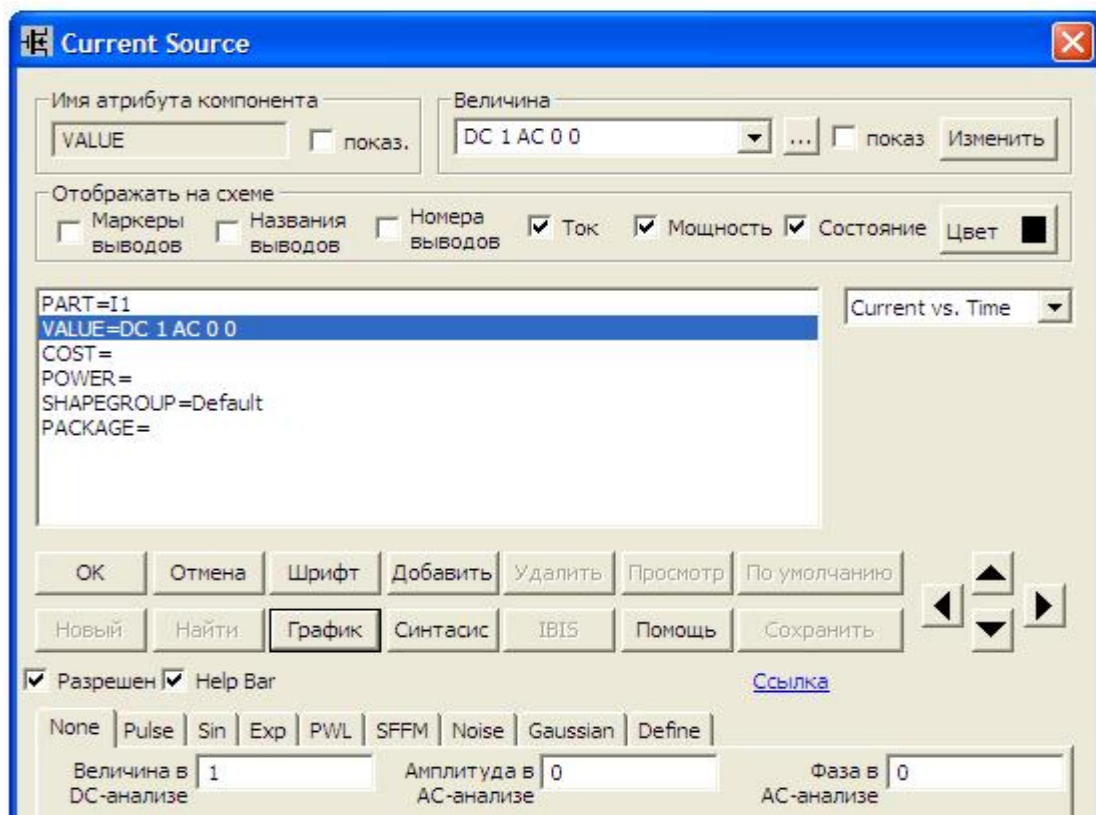 Current Source
Имя атрибута компонента
Величина
VALUE
показ.
DC 1 AC 0 0
...
показ
Изменить
Отображать на схеме
Маркеры выводов
Названия выводов
Номера выводов
Ток
Мощность
Состояние
Цвет
PART=I1
VALUE=DC 1 AC 0 0
COST=
POWER=
SHAPEGROUP=Default
PACKAGE=
Current vs. Time
OK Отмена Шрифт Добавить Удалить Просмотр По умолчанию
Новый Найти График Синтасис IBIS Помощь Сохранить
Разрешен Help Bar Ссылка
None Pulse Sin Exp PWL SFFM Noise Gaussian Define
Величина в DC-анализе 1
Амплитуда в AC-анализе 0
Фаза в AC-анализе 0